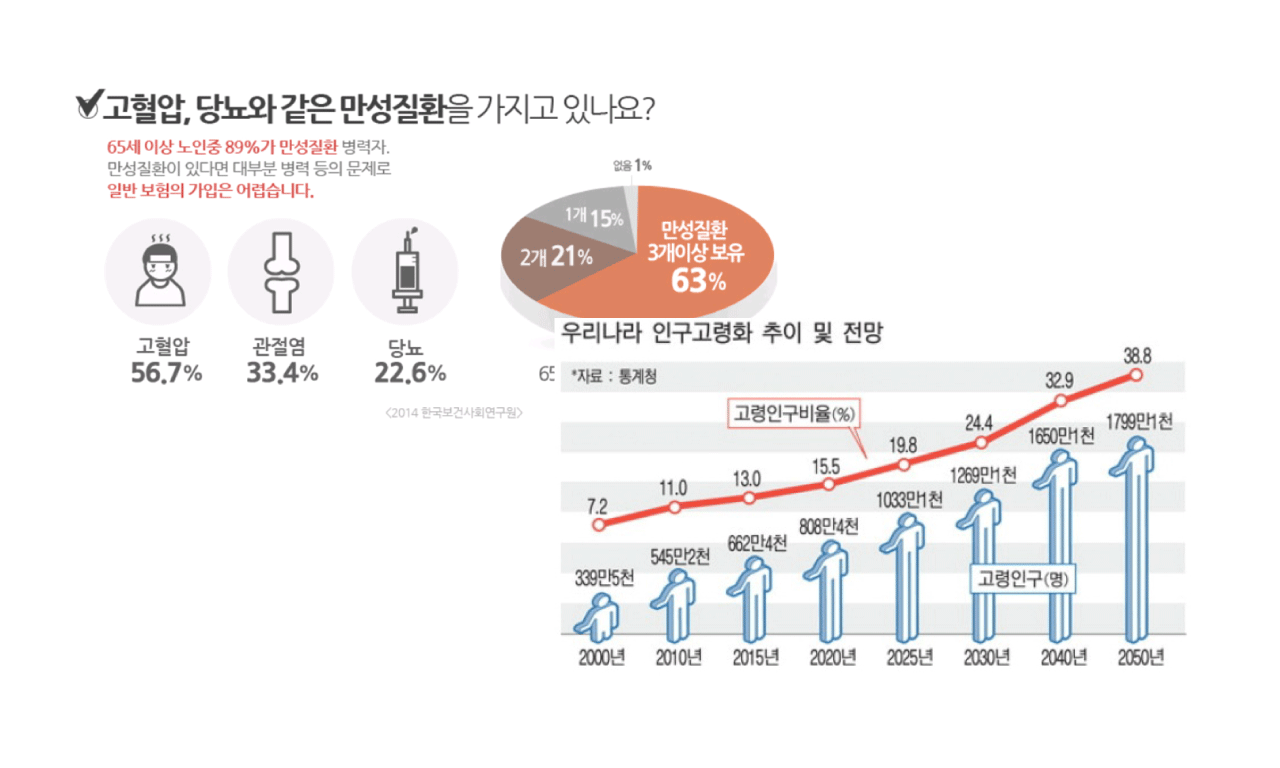 고혈압, 당뇨와 같은 만성질환을 가지고 있나요?
65세 이상 노인중 89%가 만성질환 병력자.
만성질환이 있다면 대부분 병력 등의 문제로
일반 보험의 가입은 어렵습니다.
고혈압
56.7%
관절염
33.4%
당뇨
22.6%
<2014 한국보건사회연구원>
없음 1%
1개 15%
2개 21%
만성질환
3개이상 보유
63%
65
우리나라 인구고령화 추이 및 전망
*자료 : 통계청
고령인구비율(%)
7.2
11.0
13.0
15.5
19.8
24.4
32.9
38.8
339만5천
545만2천
662만4천
808만4천
1033만1천
1269만1천
1650만1천
1799만1천
고령인구(명)
2000년
2010년
2015년
2020년
2025년
2030년
2040년
2050년